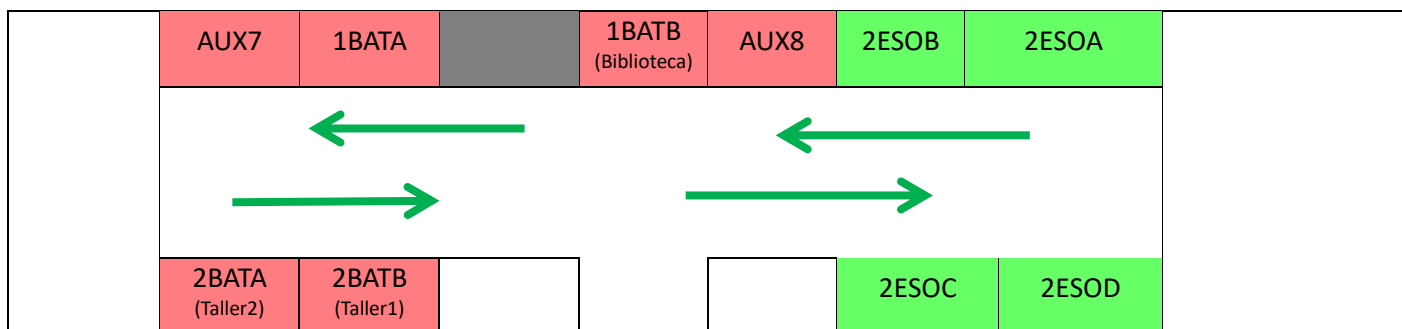 AUX7
1BATA
1BATB
(Biblioteca)
AUX8
2ESOB
2ESOA
2BATA
(Taller2)
2BATB
(Taller1)
2ESOC
2ESOD